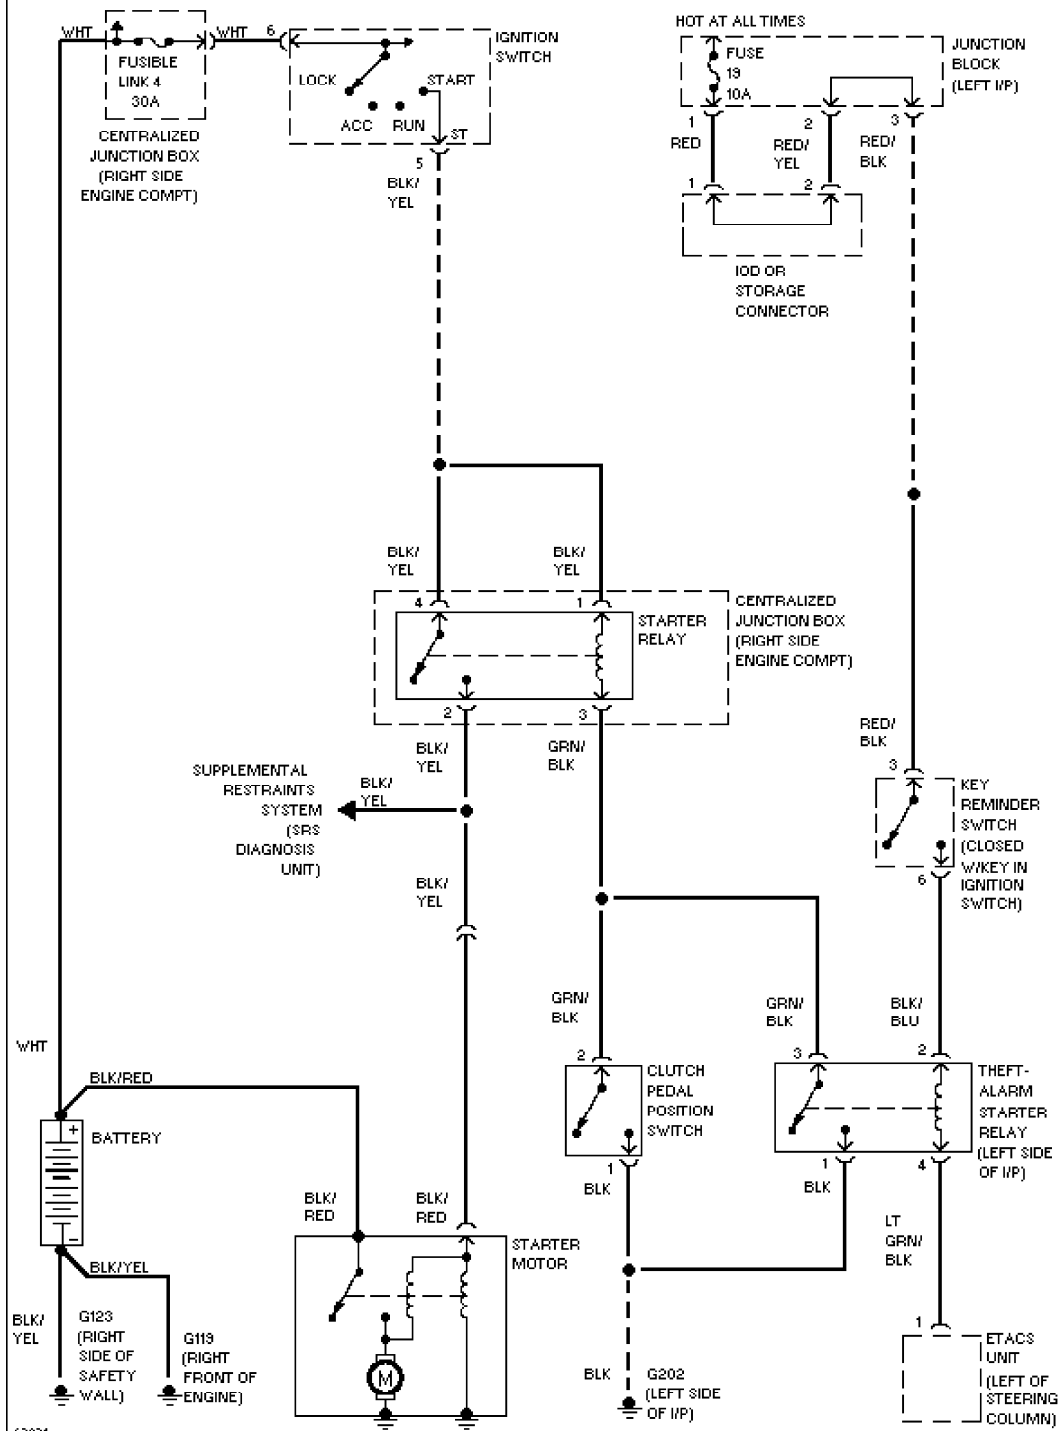 WHT
WHT
6
FUSIBLE
LINK 4
30A
CENTRALIZED
JUNCTION BOX
(RIGHT SIDE
ENGINE COMPT)
IGNITION
SWITCH
LOCK
START
ACC
RUN
ST
5
BLK/
YEL
HOT AT ALL TIMES
FUSE
19
10A
JUNCTION
BLOCK
(LEFT I/P)
1
2
3
RED
RED/
YEL
RED/
BLK
1
2
IOD OR
STORAGE
CONNECTOR
BLK/
YEL
BLK/
YEL
4
1
STARTER
RELAY
CENTRALIZED
JUNCTION BOX
(RIGHT SIDE
ENGINE COMPT)
2
3
BLK/
YEL
GRN/
BLK
SUPPLEMENTAL
RESTRAINTS
SYSTEM
(SRS
DIAGNOSIS
UNIT)
BLK/
YEL
BLK/
YEL
RED/
BLK
3
KEY
REMINDER
SWITCH
(CLOSED
W/KEY IN
IGNITION
SWITCH)
6
GRN/
BLK
GRN/
BLK
BLK/
BLU
WHT
2
3
2
CLUTCH
PEDAL
POSITION
SWITCH
THEFT-
ALARM
STARTER
RELAY
(LEFT SIDE
OF I/P)
1
BLK
1
BLK
4
BLK/RED
+
BATTERY
-
BLK/
RED
BLK/
RED
STARTER
MOTOR
M
BLK/YEL
BLK/
YEL
G123
(RIGHT
SIDE OF
SAFETY
WALL)
G119
(RIGHT
FRONT OF
ENGINE)
LT
GRN/
BLK
BLK
G202
(LEFT SIDE
OF I/P)
1
ETACS
UNIT
(LEFT OF
STEERING
COLUMN)